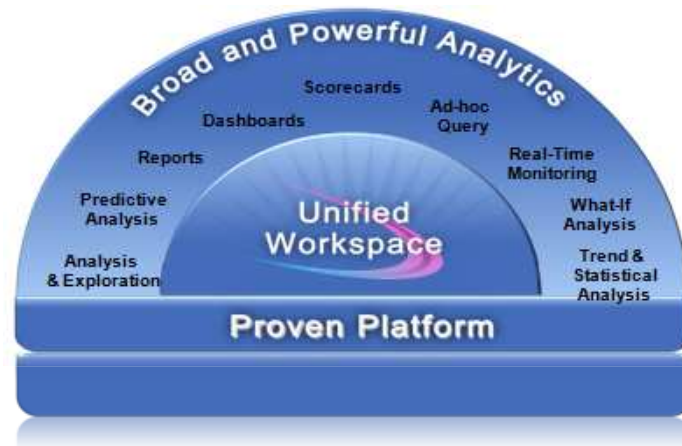 Broad and Powerful Analytics
Scorecards
Dashboards
Ad-hoc
Query
Reports
Real-Time
Monitoring
Predictive
Analysis
What-If
Analysis
Analysis
& Exploration
Trend &
Statistical
Analysis
Unified
Workspace
Proven Platform